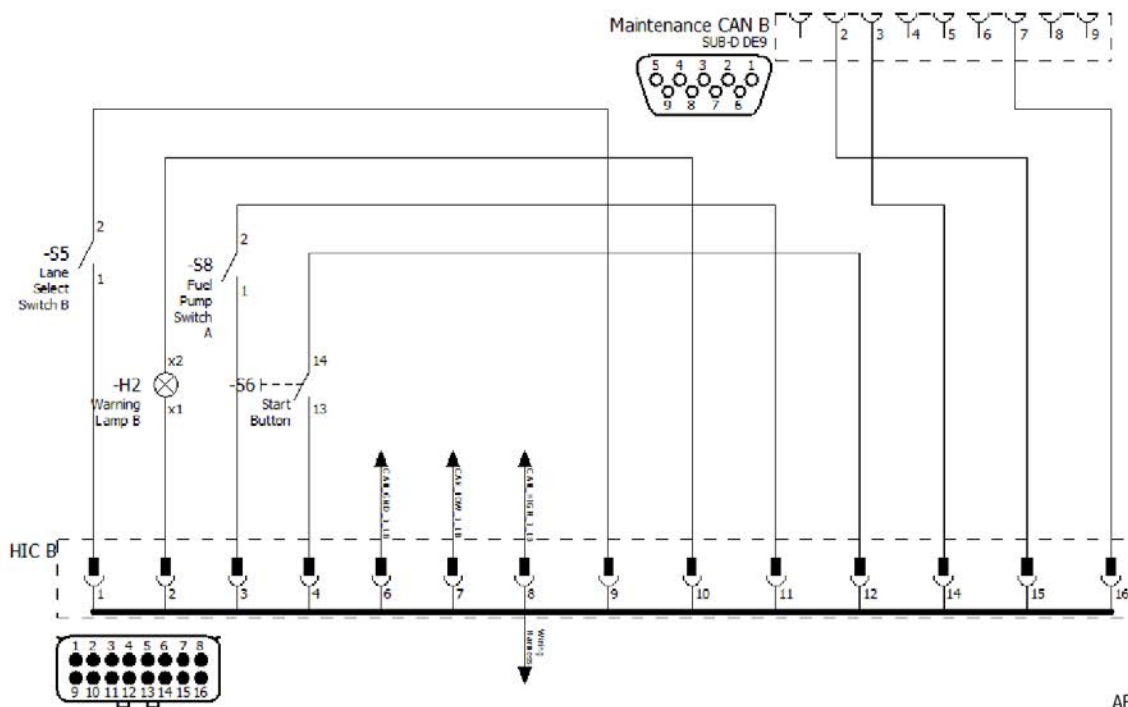 Maintenance CAN B
SUB-D DE9
2 3 4 5 6 7 8 9
5 4 3 2 1
9 8 7 6
2
-S5
Lane
Select
Switch B
1
2
-S8
Fuel
Pump
Switch
A
1
x2
-H2
Warning
Lamp B
x1
14
-S6
Start
Button
13
HIC B
1 2 3 4 6 7 8 9 10 11 12 14 15 16
Wiring
Harness
1 2 3 4 5 6 7 8
9 10 11 12 13 14 15 16